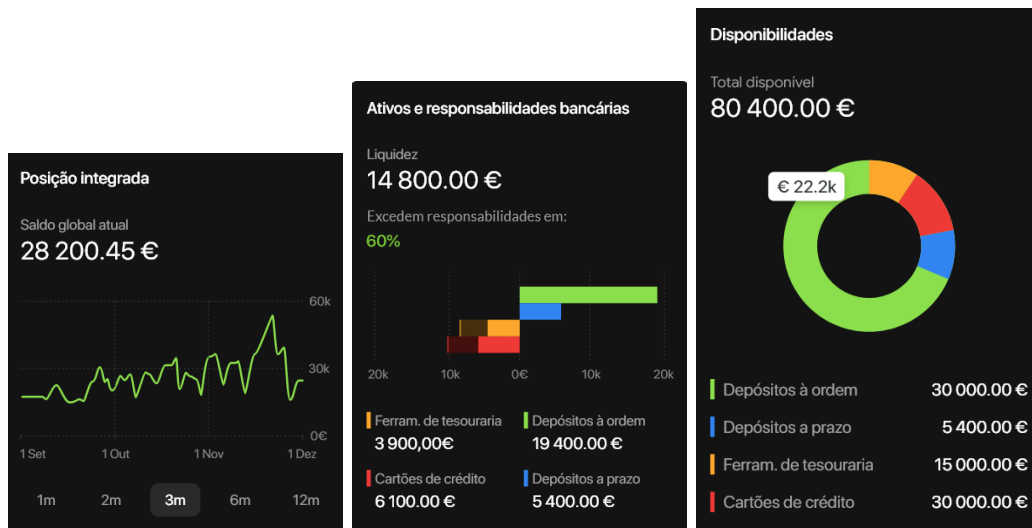 Posição integrada
Saldo global atual
28 200.45 €
60k
30k
0€
1 Set
1 Out
1 Nov
1 Dez
1m
2m
3m
6m
12m
Ativos e responsabilidades bancárias
Liquidez
14 800.00 €
Excedem responsabilidades em:
60%
20k
10k
0€
10k
20k
Ferram. de tesouraria
3 900,00€
Depósitos à ordem
19 400.00 €
Cartões de crédito
6 100.00 €
Depósitos a prazo
5 400.00 €
Disponibilidades
Total disponível
80 400.00 €
€ 22.2k
Depósitos à ordem 30 000.00 €
Depósitos a prazo 5 400.00 €
Ferram. de tesouraria 15 000.00 €
Cartões de crédito 30 000.00 €